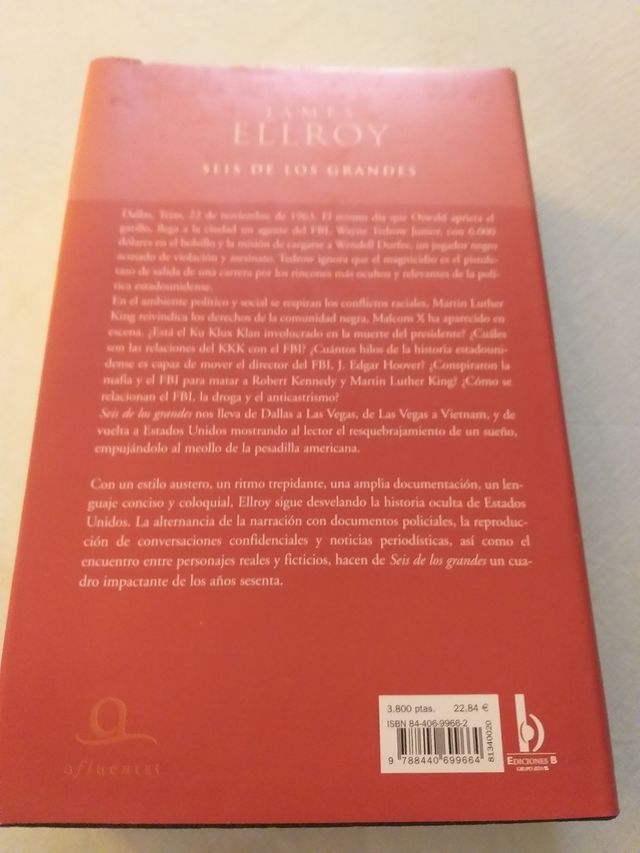 JAMES
ELLROY
SEIS DE LOS GRANDES
Dallas, Tejas, 22 de noviembre de 1963. El mismo día que Oswald aprieta el
gatillo, llega a la ciudad un agente del FBI, Wayne Tedrow Junior, con 6.000
dólares en el bolsillo y la misión de cargarse a Wendell Durfee, un jugador negro
acusado de violación y asesinato. Tedrow ignora que el magnicidio es el pistole-
tazo de salida de una carrera por los rincones más ocultos y relevantes de la polí-
tica estadounidense.
En el ambiente político y social se respiran los conflictos raciales. Martin Luther
King reivindica los derechos de la comunidad negra. Malcom X ha aparecido en
escena. ¿Está el Ku Klux Klan involucrado en la muerte del presidente? ¿Cuáles
son las relaciones del KKK con el FBI? ¿Cuántos hilos de la historia estadouni-
dense es capaz de mover el director del FBI, J. Edgar Hoover? ¿Conspiraron la
mafia y el FBI para matar a Robert Kennedy y Martin Luther King? ¿Cómo se
relacionan el FBI, la droga y el anticastrismo?
Seis de los grandes nos lleva de Dallas a Las Vegas, de Las Vegas a Vietnam, y de
vuelta a Estados Unidos mostrando al lector el resquebrajamiento de un sueño,
empujándolo al meollo de la pesadilla americana.
Con un estilo austero, un ritmo trepidante, una amplia documentación, un len-
guaje conciso y coloquial, Ellroy sigue desvelando la historia oculta de Estados
Unidos. La alternancia de la narración con documentos policiales, la reproduc-
ción de conversaciones confidenciales y noticias periodísticas, así como el
encuentro entre personajes reales y ficticios, hacen de Seis de los grandes un cua-
dro impactante de los años sesenta.
a
afluentes
3.800 ptas. 22,84 €
ISBN 84-406-9966-2
9 788440 699664
81340020
b
EDICIONES B
GRUPO ZETA